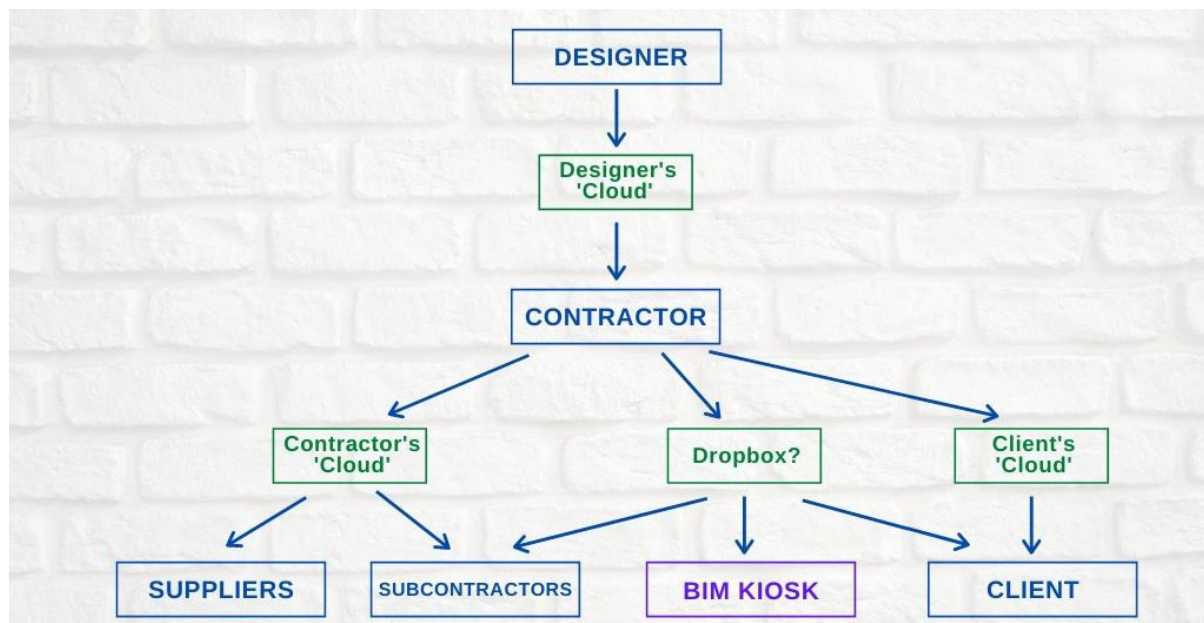 DESIGNER
Designer's
'Cloud'
CONTRACTOR
Contractor's
'Cloud'
Dropbox?
Client's
'Cloud'
SUPPLIERS
SUBCONTRACTORS
BIM KIOSK
CLIENT